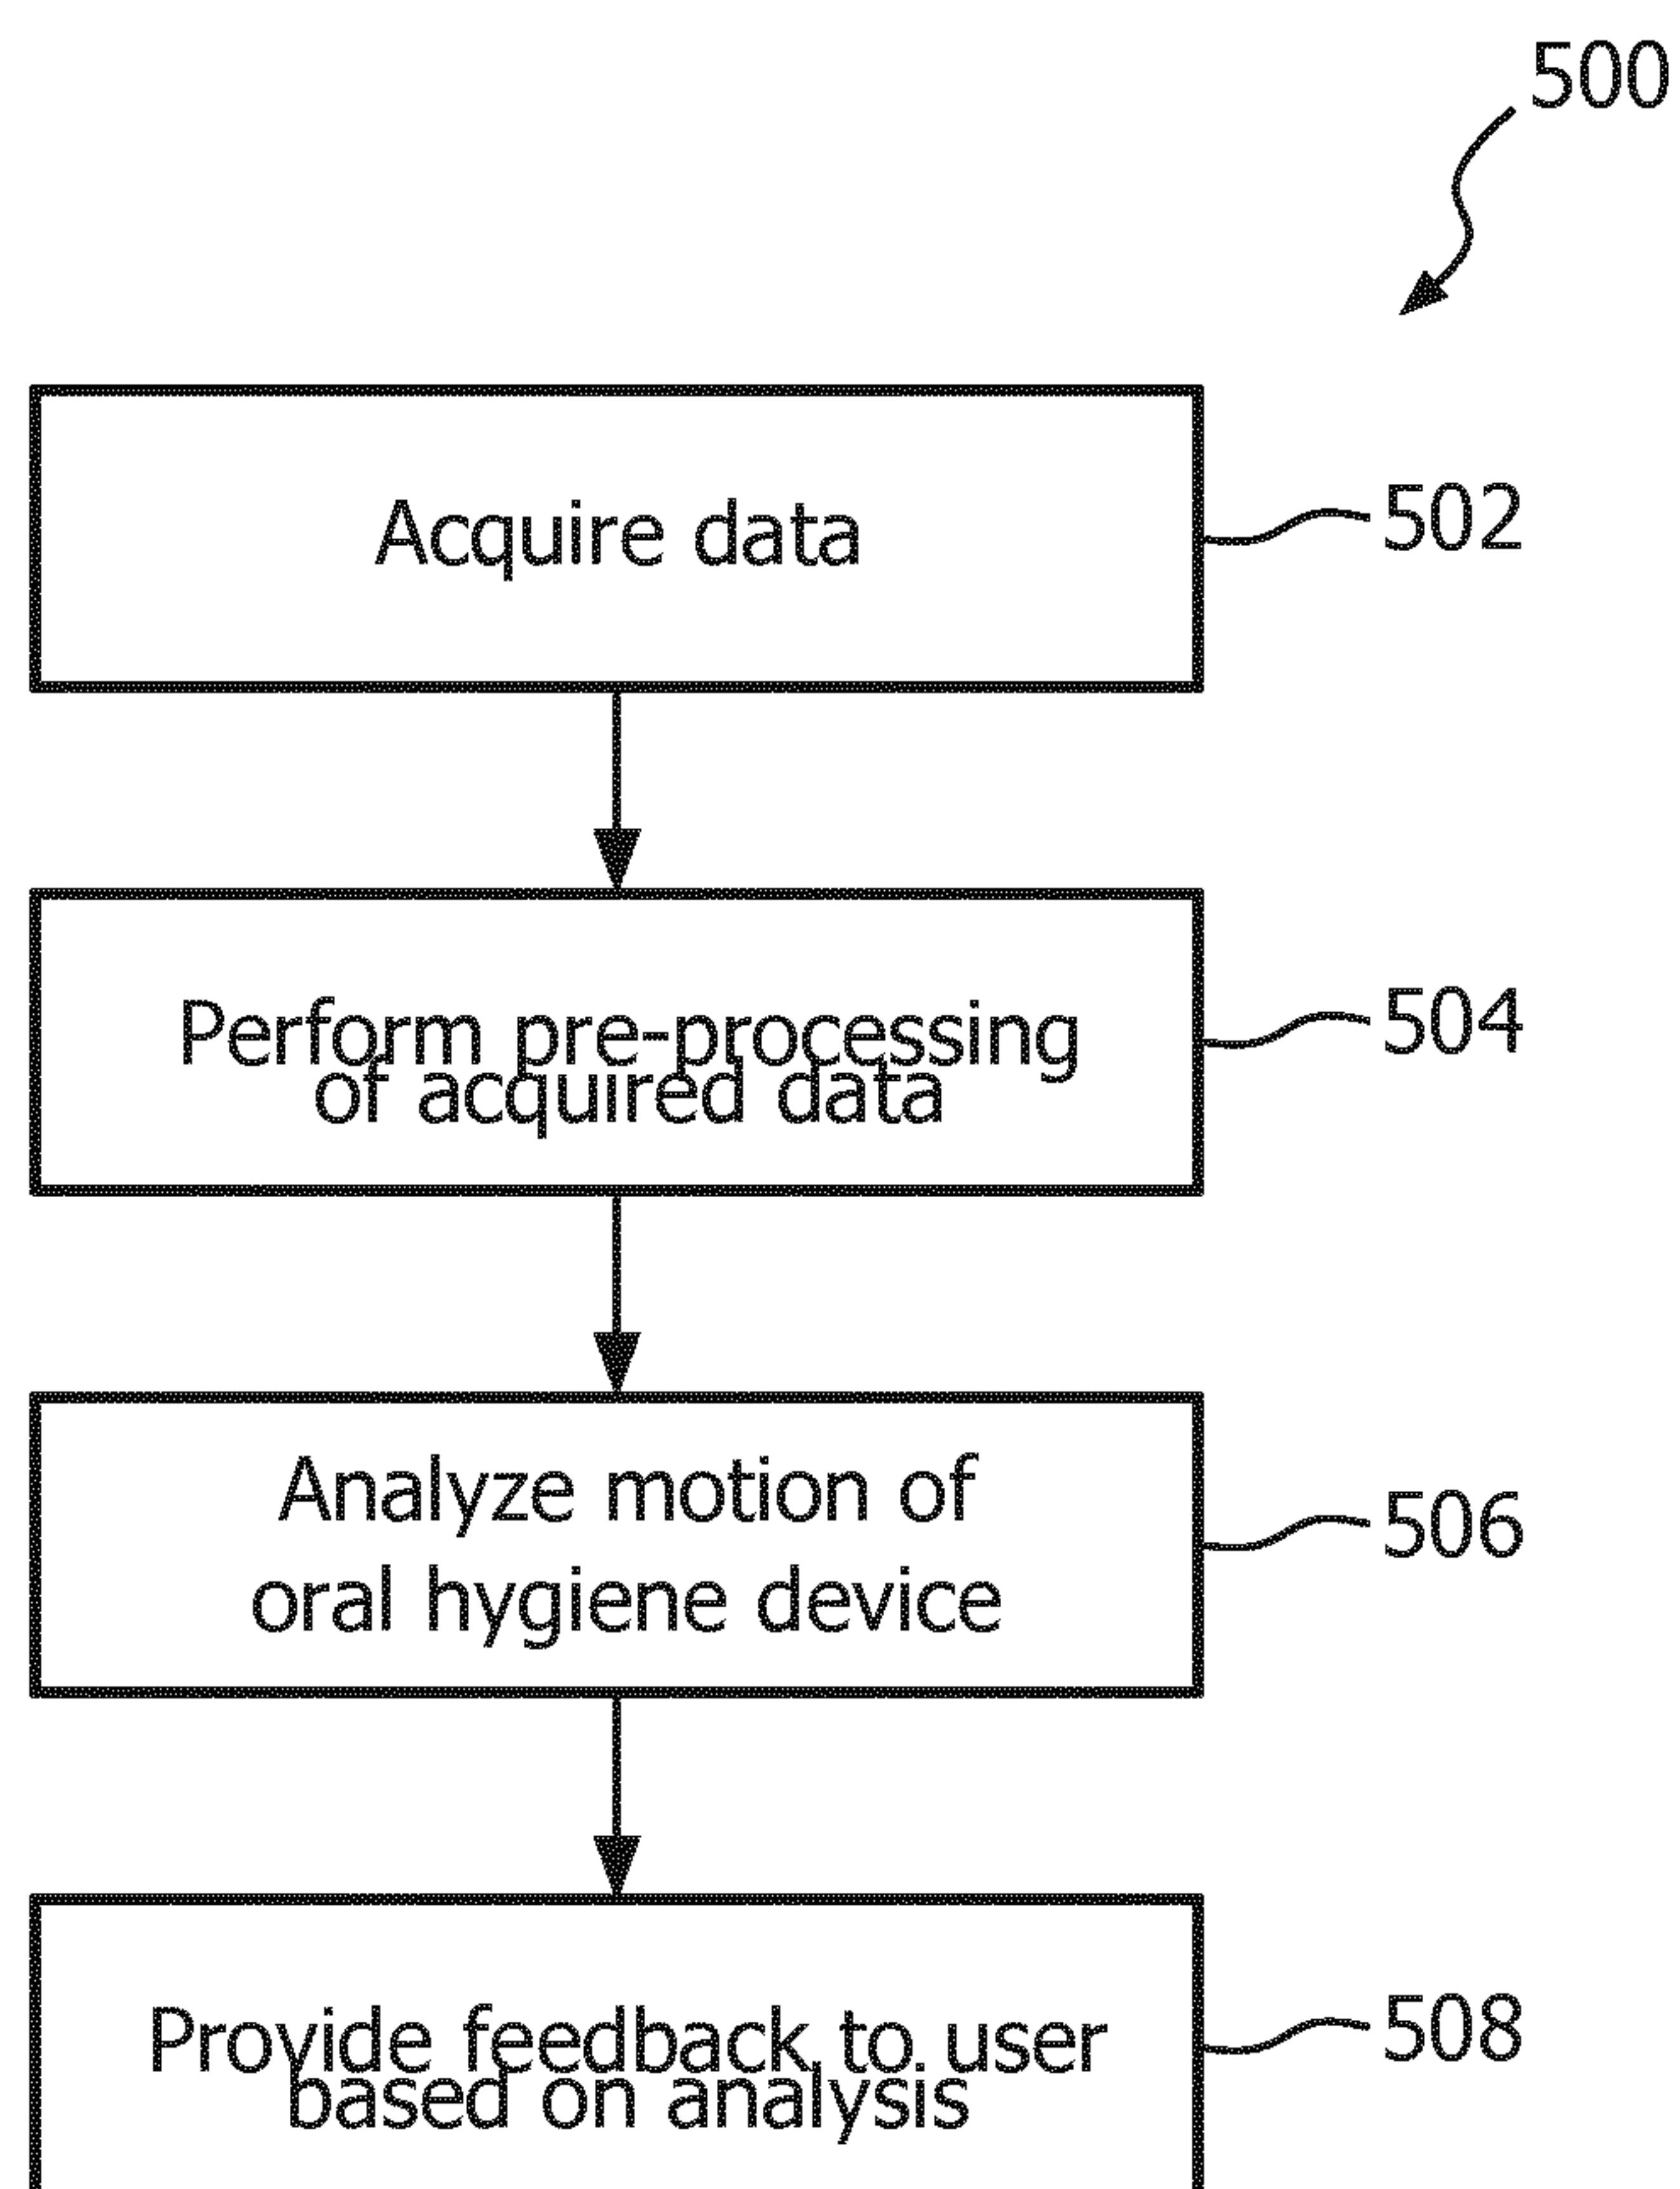 500
Acquire data
502
Perform pre-processing
of acquired data
504
Analyze motion of
oral hygiene device
506
Provide feedback to user
based on analysis
508